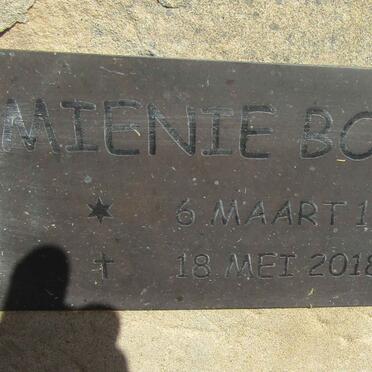 MIENIE BO
* 6 MAART 1
† 18 MEI 2018